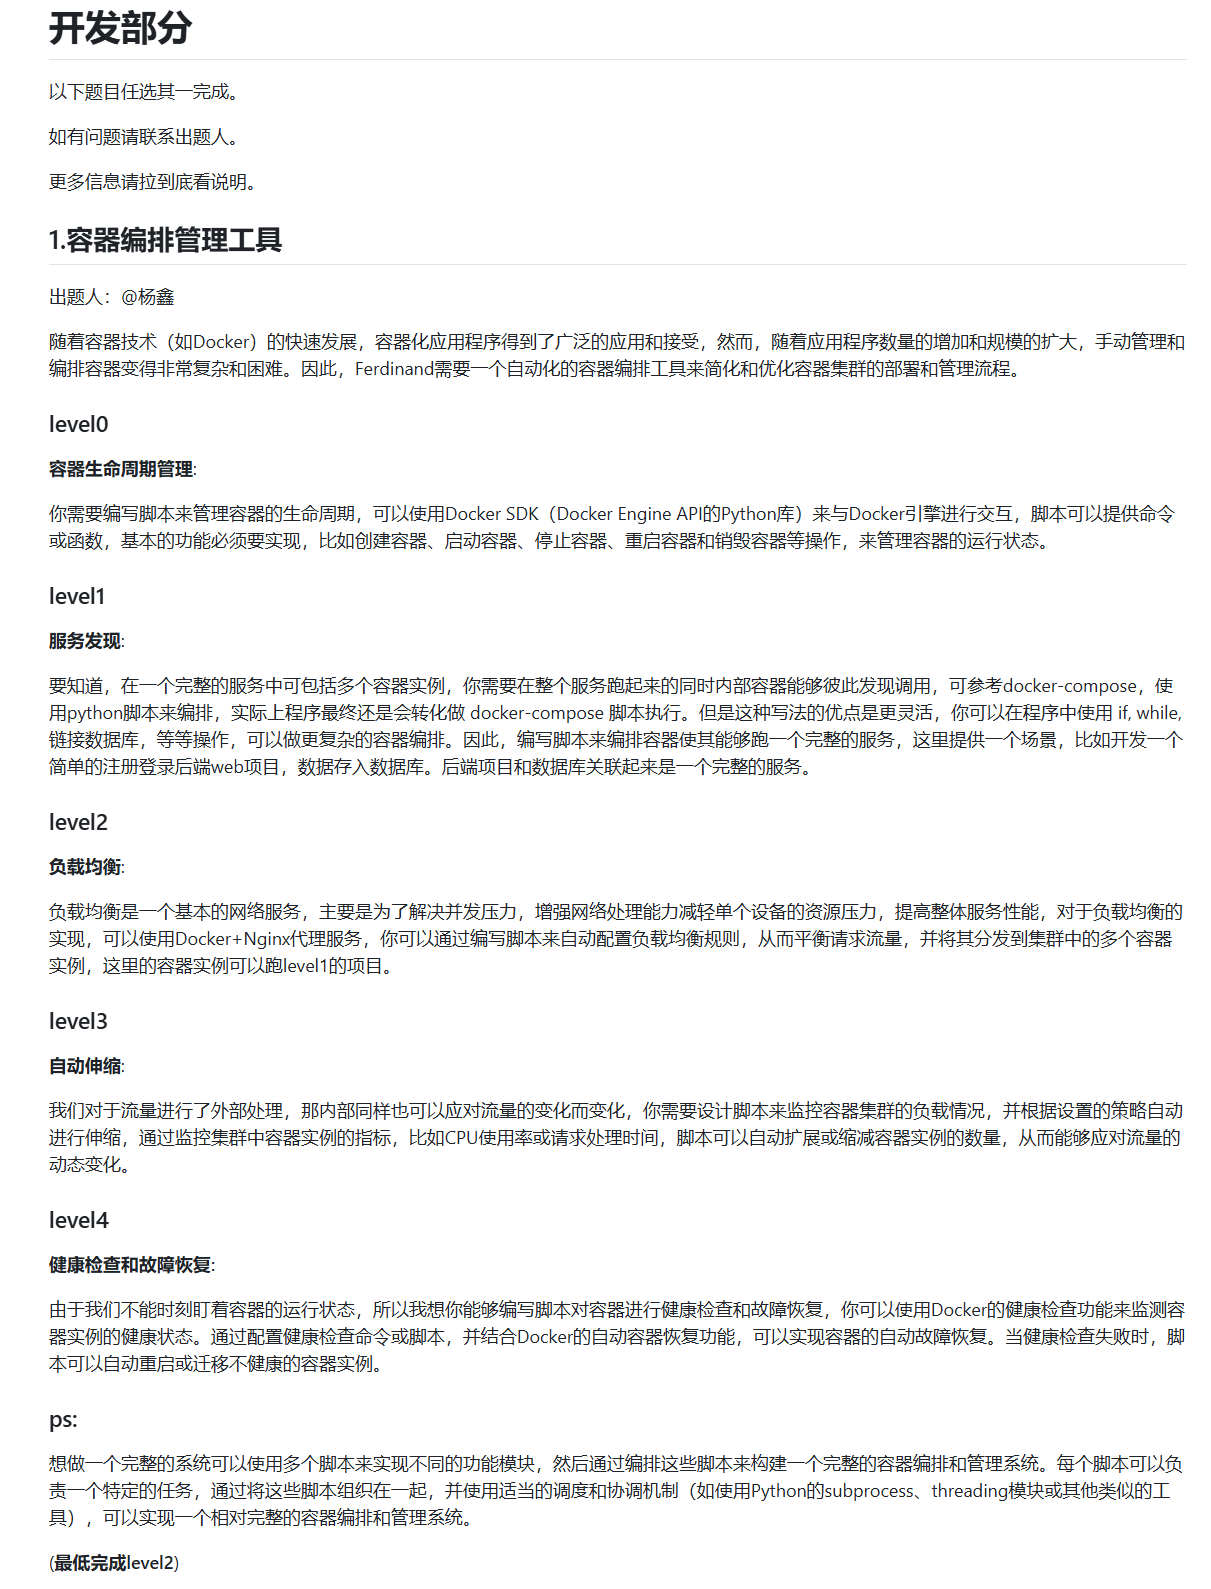 开发部分
以下题目任选其一完成。
如有问题请联系出题人。
更多信息请拉到底看说明。
1.容器编排管理工具
出题人：@杨鑫
随着容器技术（如Docker）的快速发展，容器化应用程序得到了广泛的应用和接受，然而，随着应用程序数量的增加和规模的扩大，手动管理和
编排容器变得非常复杂和困难。因此，Ferdinand需要一个自动化的容器编排工具来简化和优化容器集群的部署和管理流程。
level0
容器生命周期管理:
你需要编写脚本来管理容器的生命周期，可以使用Docker SDK（Docker Engine API的Python库）来与Docker引擎进行交互，脚本可以提供命令
或函数，基本的功能必须要实现，比如创建容器、启动容器、停止容器、重启容器和销毁容器等操作，来管理容器的运行状态。
level1
服务发现:
要知道，在一个完整的服务中可包括多个容器实例，你需要在整个服务跑起来的同时内部容器能够彼此发现调用，可参考docker-compose，使
用python脚本来编排，实际上程序最终还是会转化做 docker-compose 脚本执行。但是这种写法的优点是更灵活，你可以在程序中使用 if, while,
链接数据库，等等操作，可以做更复杂的容器编排。因此，编写脚本来编排容器使其能够跑一个完整的服务，这里提供一个场景，比如开发一个
简单的注册登录后端web项目，数据存入数据库。后端项目和数据库关联起来是一个完整的服务。
level2
负载均衡:
负载均衡是一个基本的网络服务，主要是为了解决并发压力，增强网络处理能力减轻单个设备的资源压力，提高整体服务性能，对于负载均衡的
实现，可以使用Docker+Nginx代理服务，你可以通过编写脚本来自动配置负载均衡规则，从而平衡请求流量，并将其分发到集群中的多个容器
实例，这里的容器实例可以跑level1的项目。
level3
自动伸缩:
我们对于流量进行了外部处理，那内部同样也可以应对流量的变化而变化，你需要设计脚本来监控容器集群的负载情况，并根据设置的策略自动
进行伸缩，通过监控集群中容器实例的指标，比如CPU使用率或请求处理时间，脚本可以自动扩展或缩减容器实例的数量，从而能够应对流量的
动态变化。
level4
健康检查和故障恢复:
由于我们不能时刻盯着容器的运行状态，所以我想你能够编写脚本对容器进行健康检查和故障恢复，你可以使用Docker的健康检查功能来监测容
器实例的健康状态。通过配置健康检查命令或脚本，并结合Docker的自动容器恢复功能，可以实现容器的自动故障恢复。当健康检查失败时，脚
本可以自动重启或迁移不健康的容器实例。
ps:
想做一个完整的系统可以使用多个脚本来实现不同的功能模块，然后通过编排这些脚本来构建一个完整的容器编排和管理系统。每个脚本可以负
责一个特定的任务，通过将这些脚本组织在一起，并使用适当的调度和协调机制（如使用Python的subprocess、threading模块或其他类似的工
具），可以实现一个相对完整的容器编排和管理系统。
(最低完成level2)